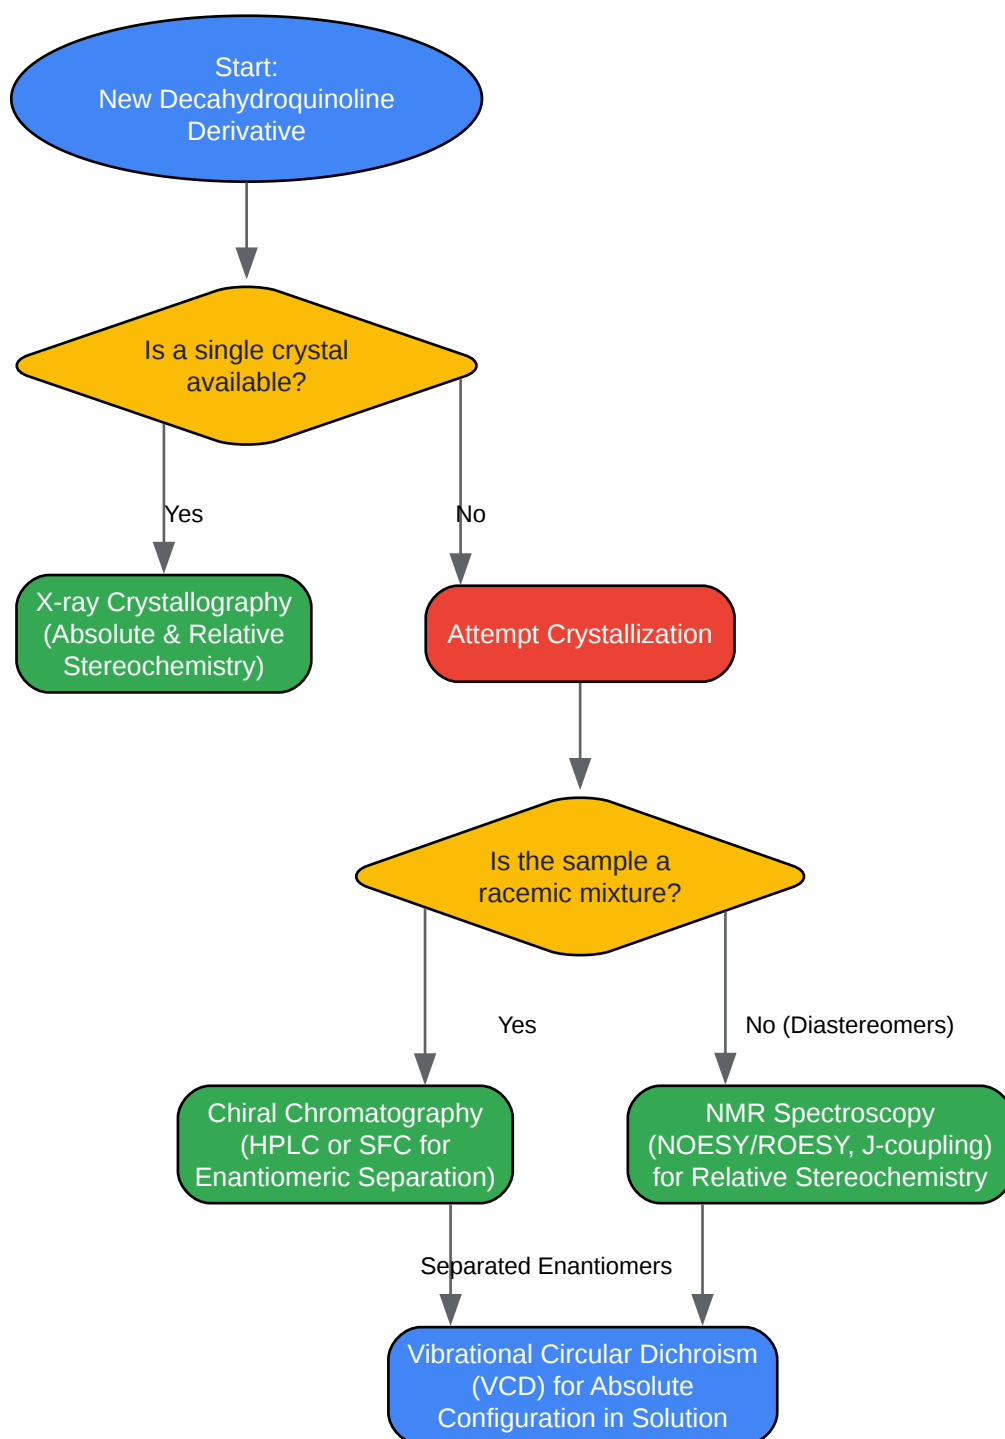 Start:
New Decahydroquinoline
Derivative
Is a single crystal
available?
Yes
No
X-ray Crystallography
(Absolute & Relative
Stereochemistry)
Attempt Crystallization
Is the sample a
racemic mixture?
Yes
No (Diastereomers)
Chiral Chromatography
(HPLC or SFC for
Enantiomeric Separation)
NMR Spectroscopy
(NOESY/ROESY, J-coupling)
for Relative Stereochemistry
Separated Enantiomers
Vibrational Circular Dichroism
(VCD) for Absolute
Configuration in Solution